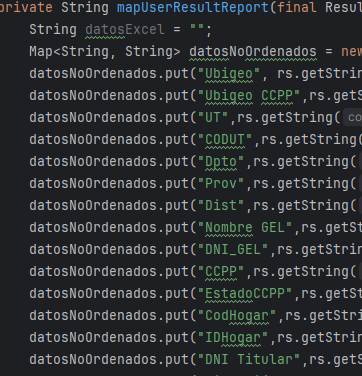 private String mapUserResultReport(final Resul
String datosExcel = "";
Map<String, String> datosNoOrdenados = new
datosNoOrdenados.put("Ubigeo", rs.getString
datosNoOrdenados.put("Ubigeo CCPP",rs.getSt
datosNoOrdenados.put("UT",rs.getString( co
datosNoOrdenados.put("CODUT",rs.getString(
datosNoOrdenados.put("Dpto",rs.getString(
datosNoOrdenados.put("Prov",rs.getString(
datosNoOrdenados.put("Dist",rs.getString(
datosNoOrdenados.put("Nombre GEL",rs.getSt
datosNoOrdenados.put("DNI_GEL",rs.getStrin
datosNoOrdenados.put("CCPP",rs.getString(
datosNoOrdenados.put("EstadoCCPP",rs.getSt
datosNoOrdenados.put("CodHogar",rs.getStri
datosNoOrdenados.put("IDHogar",rs.getStrin
datosNoOrdenados.put("DNI Titular",rs.getS